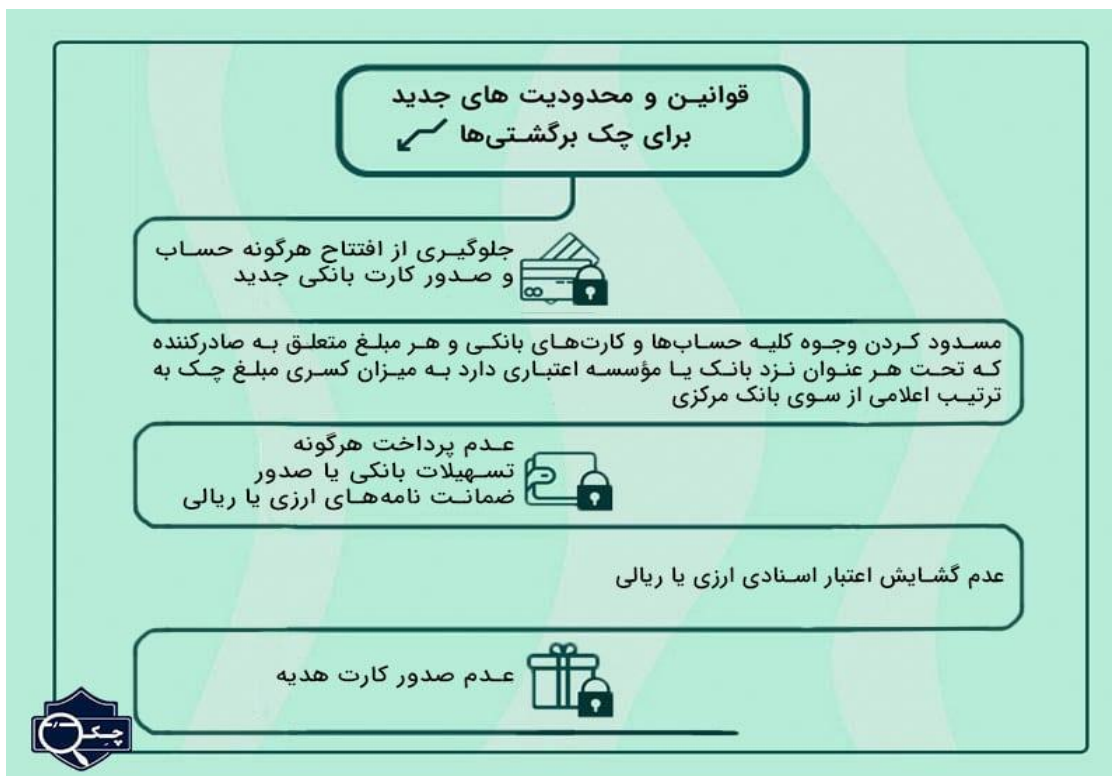 قوانین و محدودیت های جدید
برای چک برگشتی‌ها
جلوگیری از افتتاح هرگونه حساب
و صدور کارت بانکی جدید
مسدود کردن وجوه کلیه حساب‌ها و کارت‌های بانکی و هر مبلغ متعلق به صادرکننده
که تحت هر عنوان نزد بانک یا مؤسسه اعتباری دارد به میزان کسری مبلغ چک به
ترتیب اعلامی از سوی بانک مرکزی
عدم پرداخت هرگونه
تسهیلات بانکی یا صدور
ضمانت نامه‌های ارزی یا ریالی
عدم گشایش اعتبار اسنادی ارزی یا ریالی
عدم صدور کارت هدیه
چک